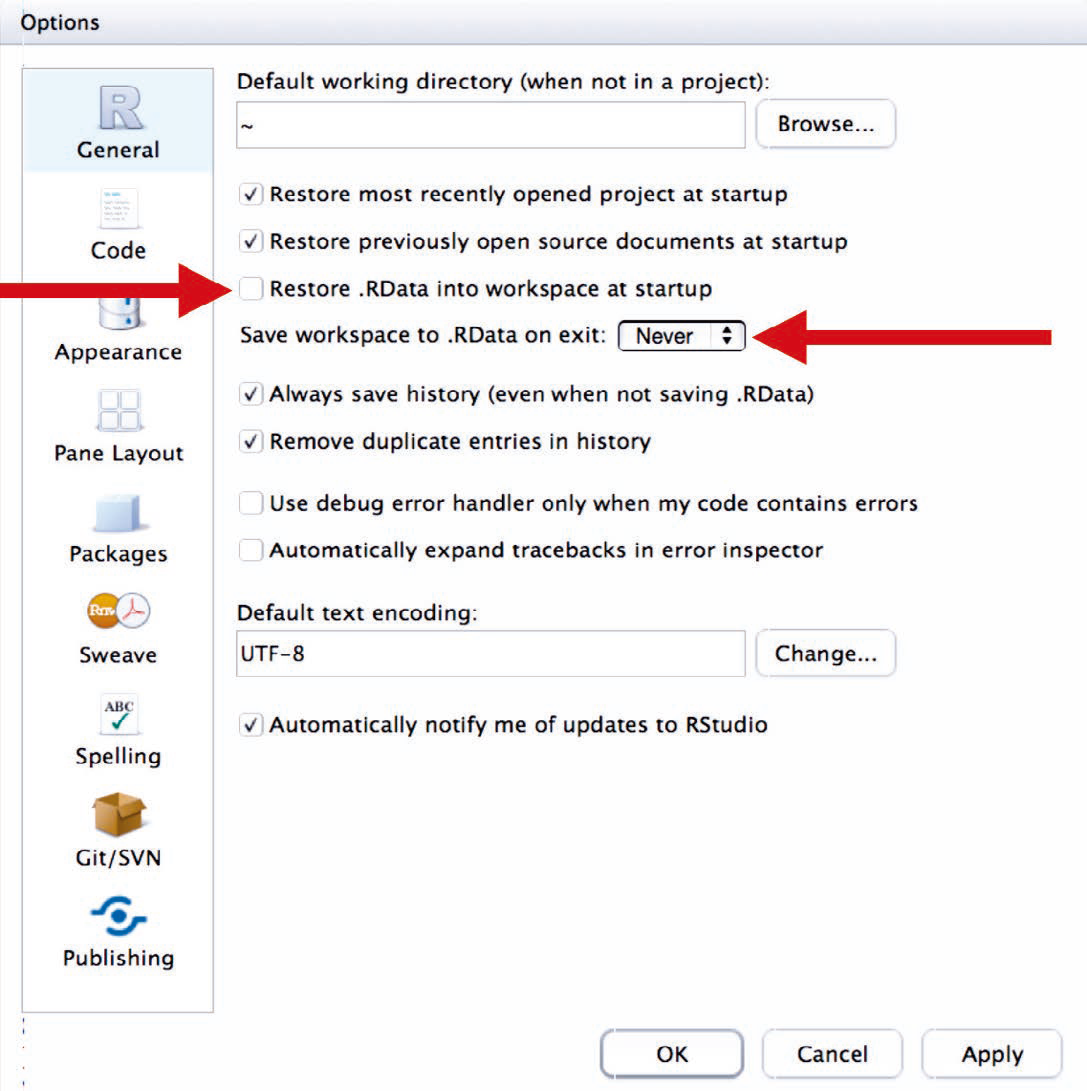 Options
General
Code
Appearance
Pane Layout
Packages
Sweave
ABC
Spelling
Git/SVN
Publishing
Default working directory (when not in a project):
~
Browse...
Restore most recently opened project at startup
Restore previously open source documents at startup
Restore .RData into workspace at startup
Save workspace to .RData on exit: Never
Always save history (even when not saving .RData)
Remove duplicate entries in history
Use debug error handler only when my code contains errors
Automatically expand tracebacks in error inspector
Default text encoding:
UTF-8
Change...
Automatically notify me of updates to RStudio
OK
Cancel
Apply